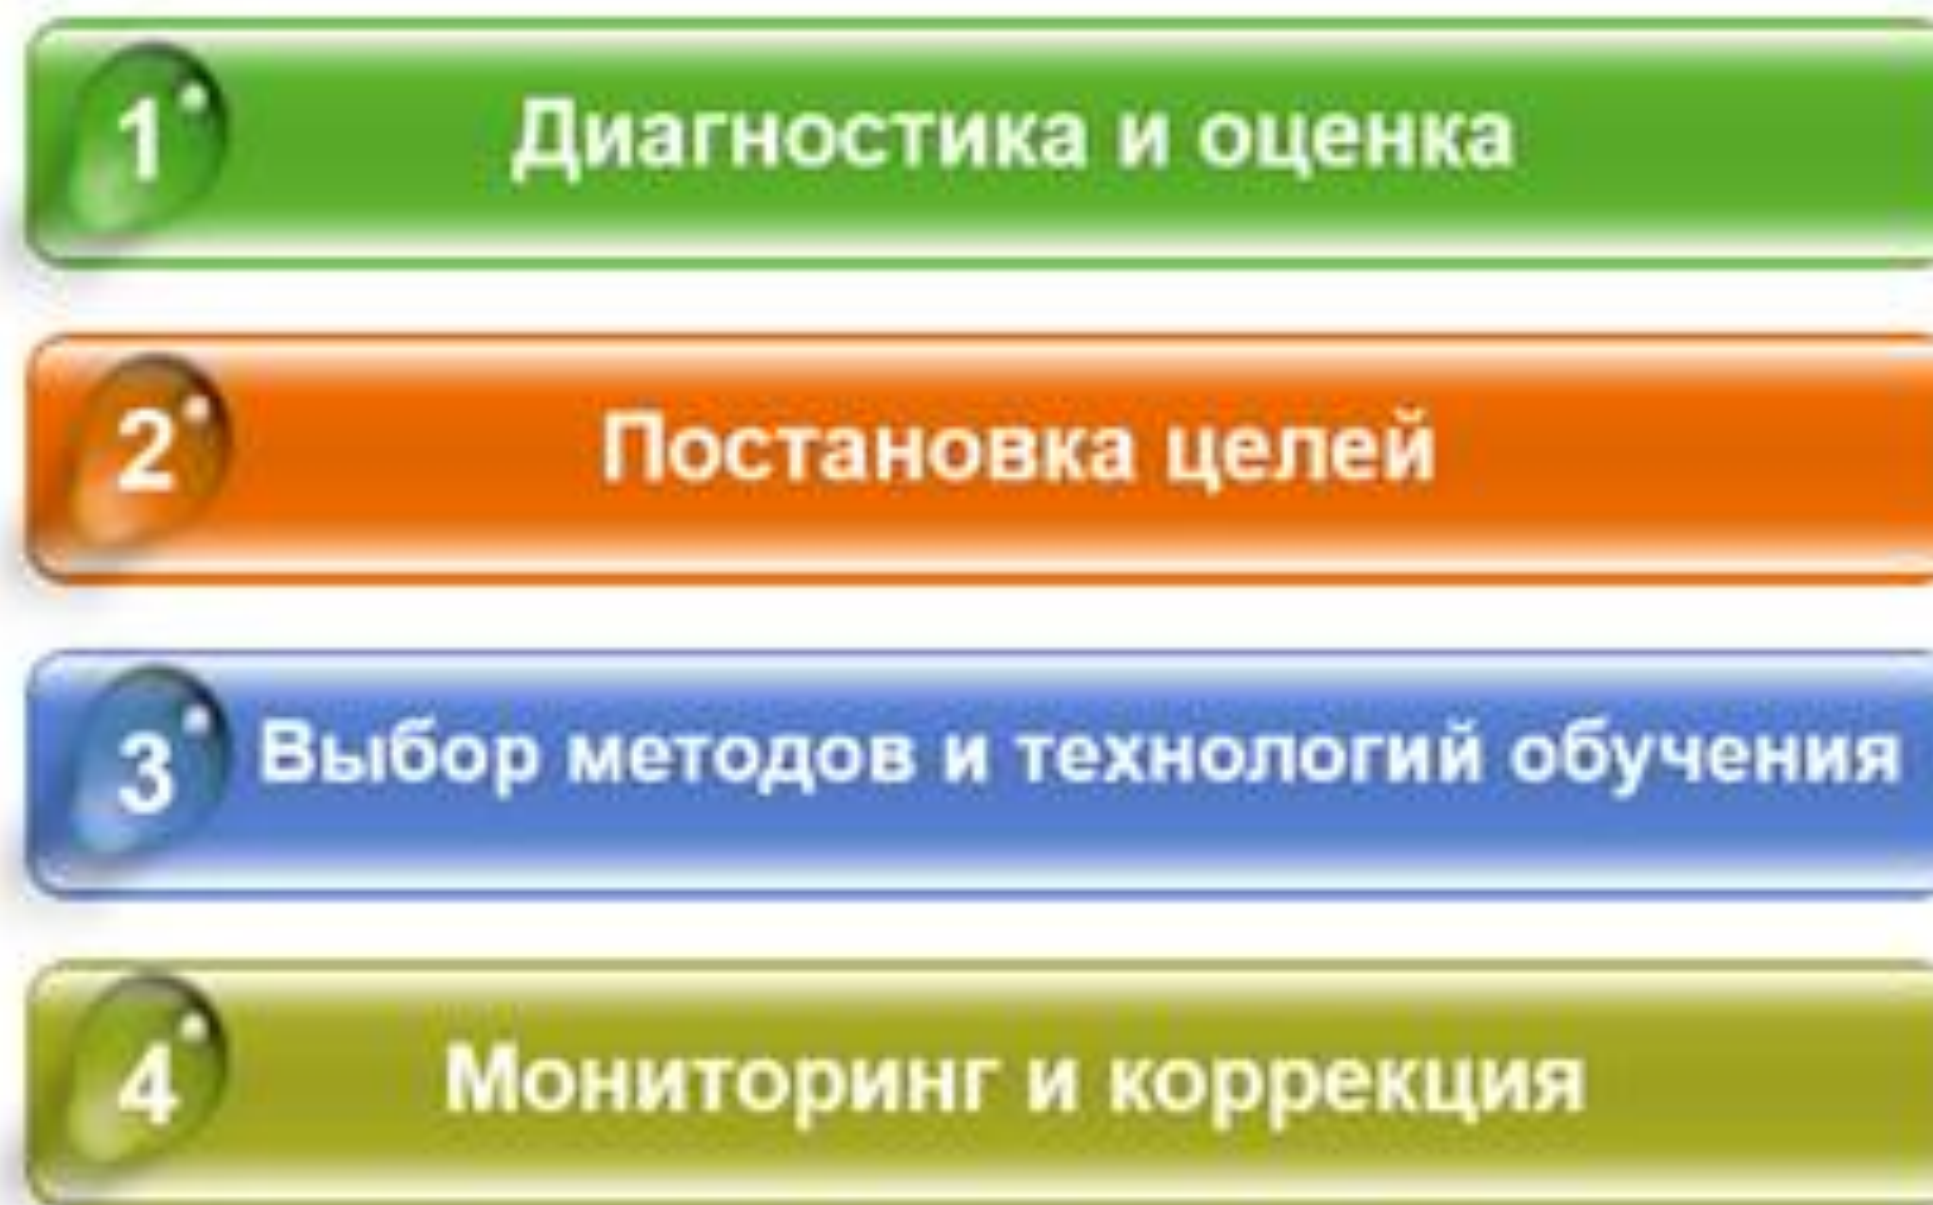 1 Диагностика и оценка
2 Постановка целей
3 Выбор методов и технологий обучения
4 Мониторинг и коррекция